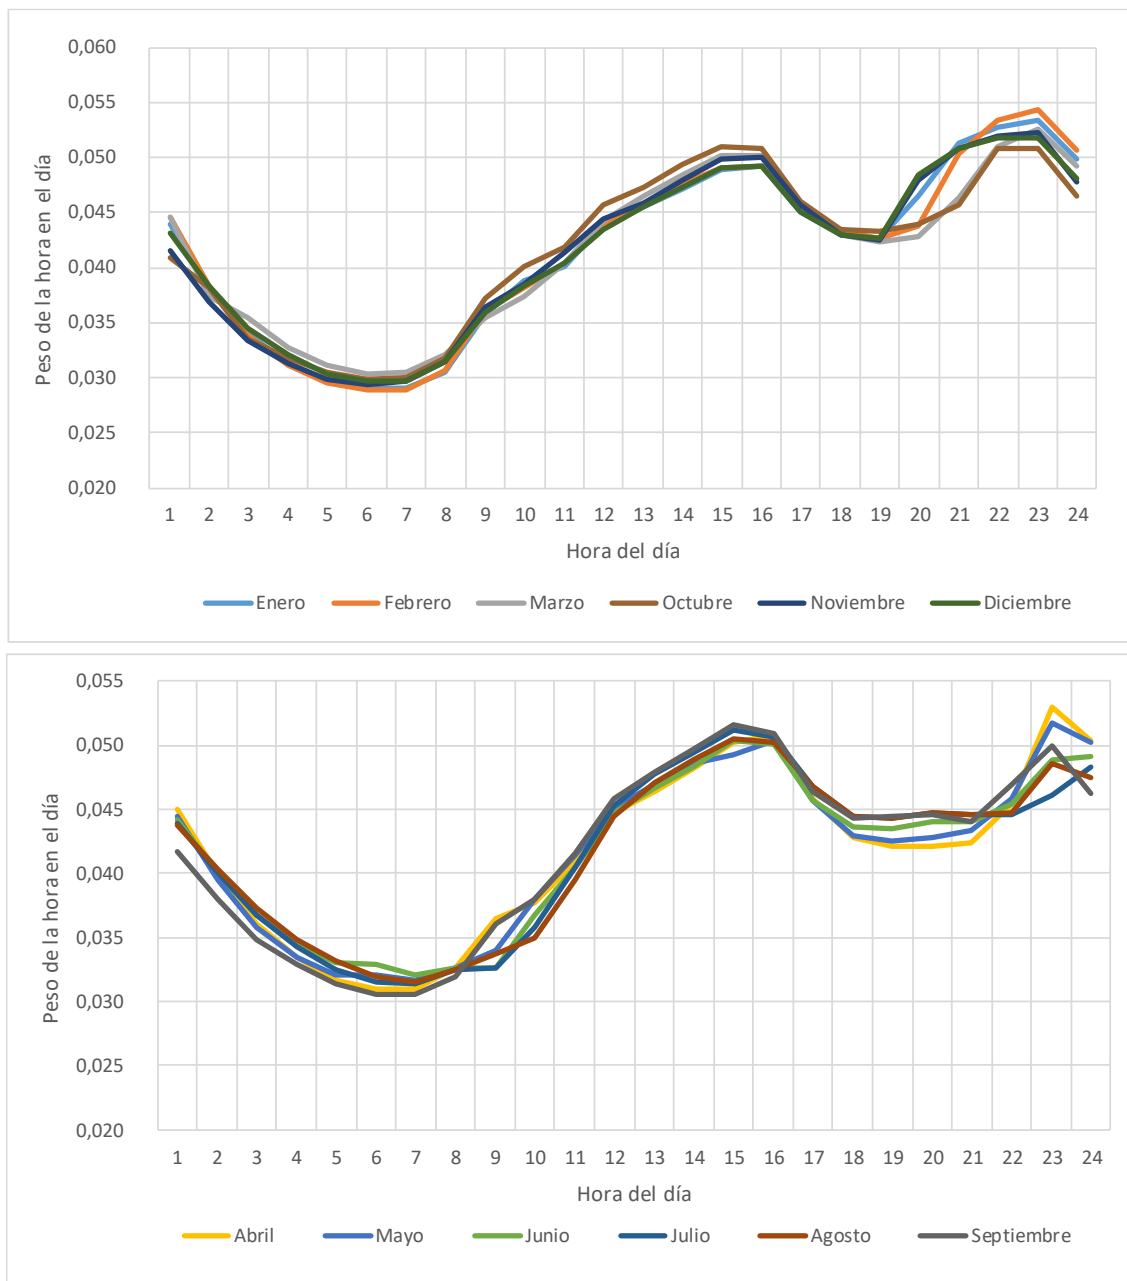 0,060
0,055
0,050
0,045
0,040
0,035
0,030
0,025
0,020
Peso de la hora en el día
1 2 3 4 5 6 7 8 9 10 11 12 13 14 15 16 17 18 19 20 21 22 23 24
Hora del día
Enero Febrero Marzo Octubre Noviembre Diciembre
0,055
0,050
0,045
0,040
0,035
0,030
0,025
0,020
Peso de la hora en el día
1 2 3 4 5 6 7 8 9 10 11 12 13 14 15 16 17 18 19 20 21 22 23 24
Hora del día
Abril Mayo Junio Julio Agosto Septiembre